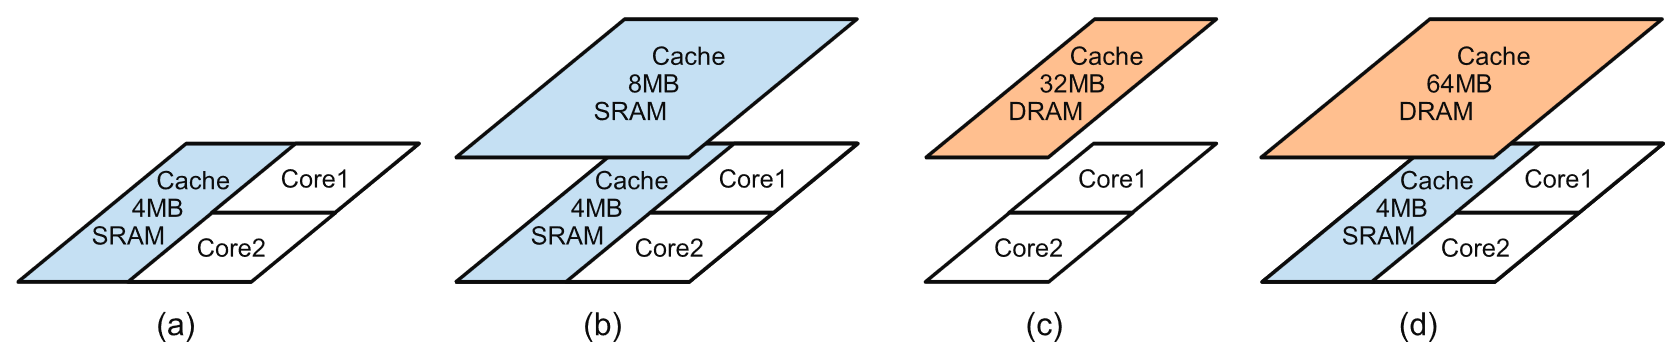 Cache
4MB
SRAM
Core1
Core2
(a)
Cache
8MB
SRAM
Cache
4MB
SRAM
Core1
Core2
(b)
Cache
32MB
DRAM
Core1
Core2
(c)
Cache
64MB
DRAM
Cache
4MB
SRAM
Core1
Core2
(d)